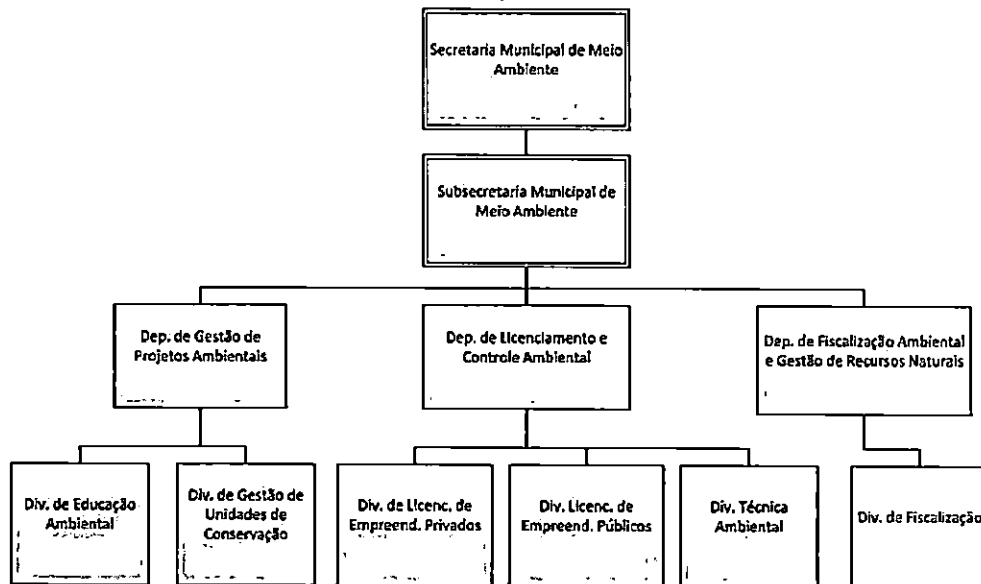 Secretaria Municipal de Meio
Ambiente
Subsecretaria Municipal de
Meio Ambiente
Dep. de Gestão de
Projetos Ambientais
Dep. de Licenciamento e
Controle Ambiental
Dep. de Fiscalização Ambiental
e Gestão de Recursos Naturais
Div. de Educação
Ambiental
Div. de Gestão de
Unidades de
Conservação
Div. de Licenc. de
Empreend. Privados
Div. Licenc. de
Empreend. Públicos
Div. Técnica
Ambiental
Div. de Fiscalização